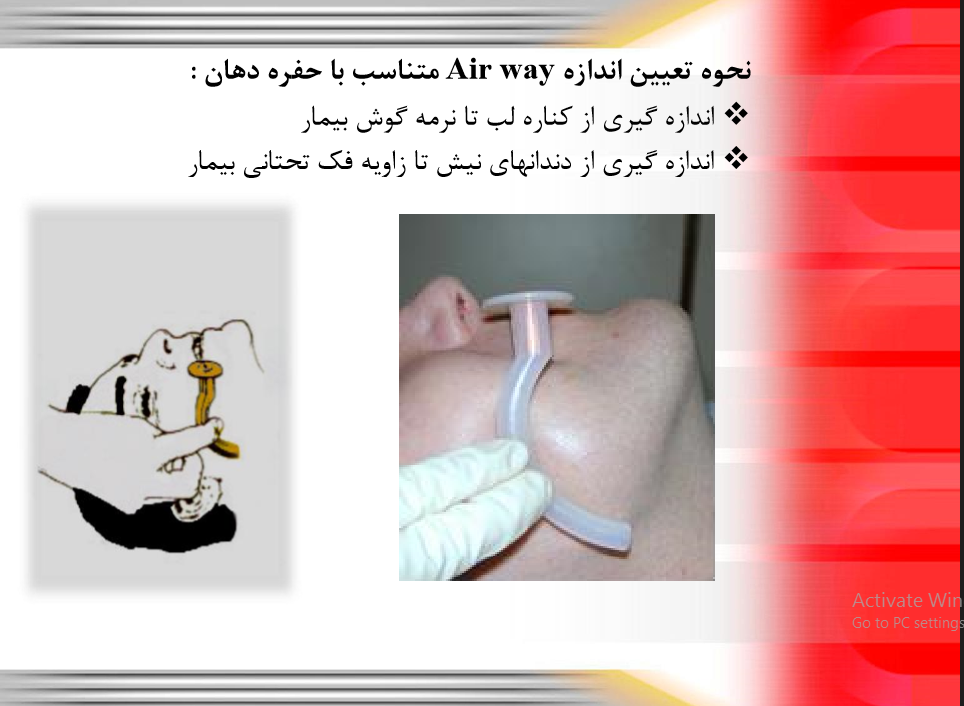 نحوه تعیین اندازه Air way متناسب با حفره دهان :
❖ اندازه گیری از کناره لب تا نرمه گوش بیمار
❖ اندازه گیری از دندانهای نیش تا زاویه فک تحتانی بیمار
Activate Win
Go to PC settings